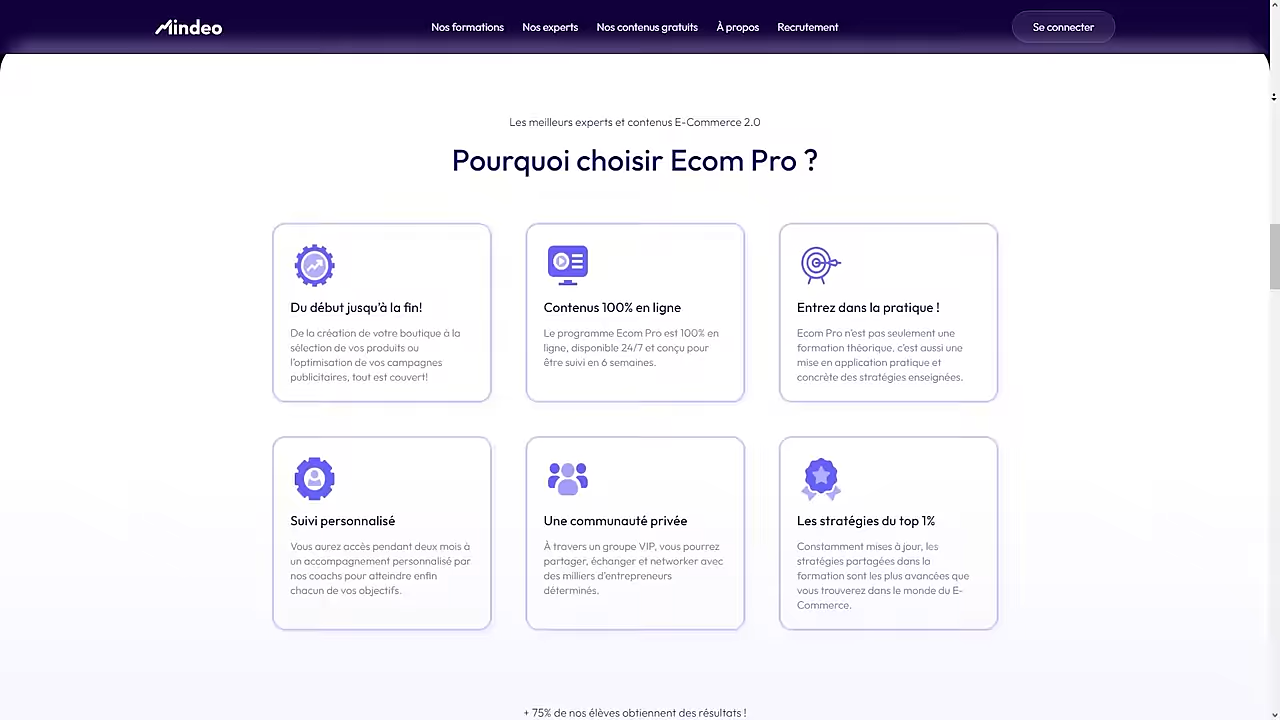 Mindeo
Nos formations
Nos experts
Nos contenus gratuits
À propos
Recrutement
Se connecter
Les meilleurs experts et contenus E-Commerce 2.0
Pourquoi choisir Ecom Pro ?
Du début jusqu'à la fin!
De la création de votre boutique à la
sélection de vos produits ou
l'optimisation de vos campagnes
publicitaires, tout est couvert!
Contenus 100% en ligne
Le programme Ecom Pro est 100% en
ligne, disponible 24/7 et conçu pour
être suivi en 6 semaines.
Entrez dans la pratique !
Ecom Pro n'est pas seulement une
formation théorique, c'est aussi une
mise en application pratique et
concrète des stratégies enseignées.
Suivi personnalisé
Vous aurez accès pendant deux mois à
un accompagnement personnalisé par
nos coachs pour atteindre enfin
chacun de vos objectifs.
Une communauté privée
À travers un groupe VIP, vous pourrez
partager, échanger et networker avec
des milliers d'entrepreneurs
déterminés.
Les stratégies du top 1%
Constamment mises à jour, les
stratégies partagées dans la
formation sont les plus avancées que
vous trouverez dans le monde du E-
Commerce.
+ 75% de nos élèves obtiennent des résultats !